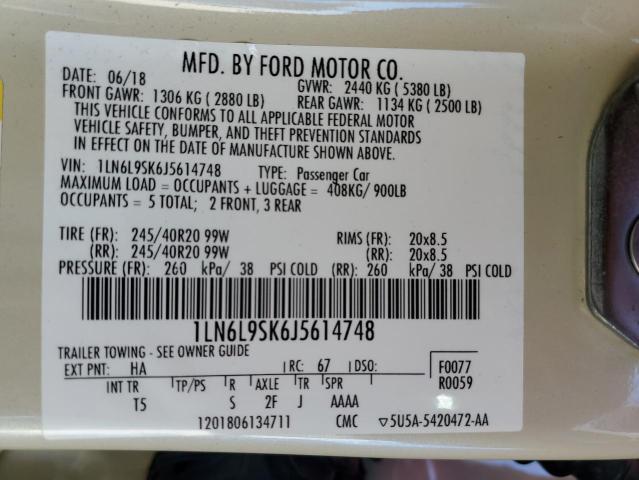 MFD. BY FORD MOTOR CO.
DATE: 06/18 GVWR: 2440 KG ( 5380 LB)
FRONT GAWR: 1306 KG ( 2880 LB) REAR GAWR: 1134 KG ( 2500 LB)
THIS VEHICLE CONFORMS TO ALL APPLICABLE FEDERAL MOTOR
VEHICLE SAFETY, BUMPER, AND THEFT PREVENTION STANDARDS
IN EFFECT ON THE DATE OF MANUFACTURE SHOWN ABOVE.
VIN: 1LN6L9SK6J5614748 TYPE: Passenger Car
MAXIMUM LOAD = OCCUPANTS + LUGGAGE = 408KG/ 900LB
OCCUPANTS = 5 TOTAL; 2 FRONT, 3 REAR
TIRE (FR): 245/40R20 99W RIMS (FR): 20x8.5
(RR): 245/40R20 99W (RR): 20x8.5
PRESSURE (FR): 260 kPa/ 38 PSI COLD (RR): 260 kPa/ 38 PSI COLD
1LN6L9SK6J5614748
TRAILER TOWING - SEE OWNER GUIDE
EXT PNT: HA RC: 67 DSO: F0077
R0059
INT TR TP/PS R AXLE TR SPR
T5 S 2F J AAAA
1201806134711 CMC ▽5U5A-5420472-AA